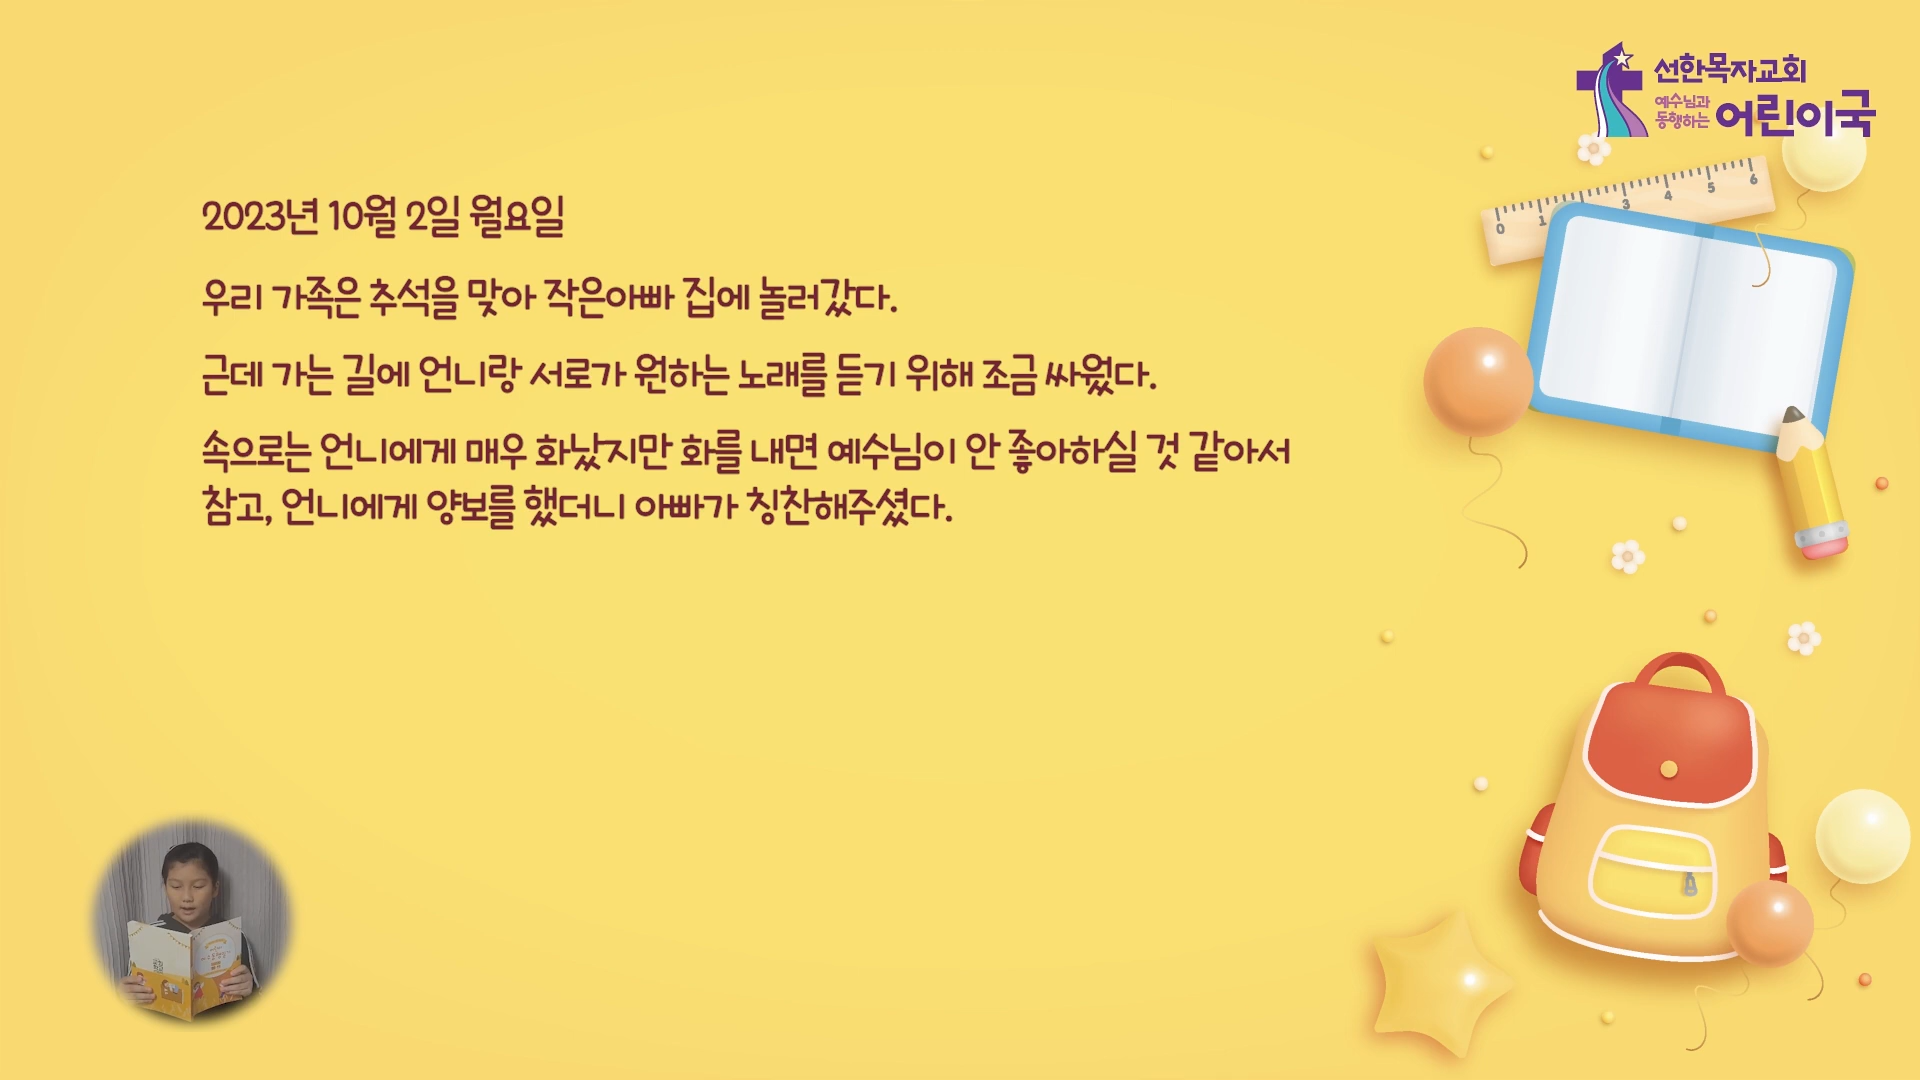 선한목자교회
예수님과
동행하는 어린이국
0 1 3 4 5 6
2023년 10월 2일 월요일
우리 가족은 추석을 맞아 작은아빠 집에 놀러갔다.
근데 가는 길에 언니랑 서로가 원하는 노래를 듣기 위해 조금 싸웠다.
속으로는 언니에게 매우 화났지만 화를 내면 예수님이 안 좋아하실 것 같아서
참고, 언니에게 양보를 했더니 아빠가 칭찬해주셨다.